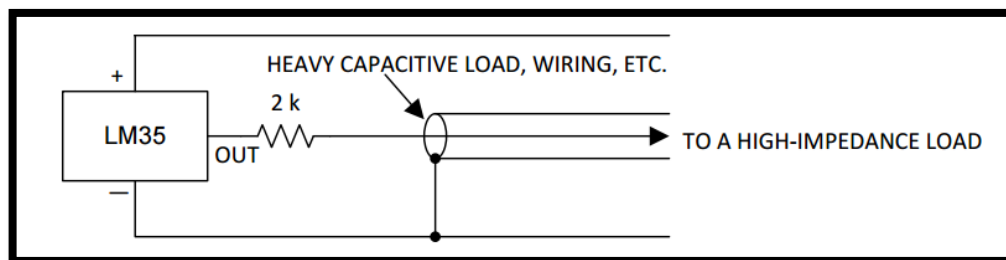 +
HEAVY CAPACITIVE LOAD, WIRING, ETC.
2 k
LM35
OUT
TO A HIGH-IMPEDANCE LOAD
—